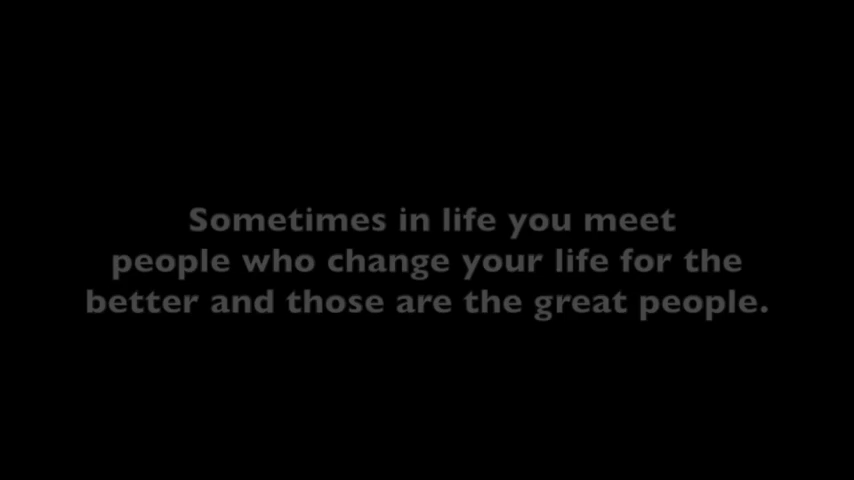 Sometimes in life you meet
people who change your life for the
better and those are the great people.